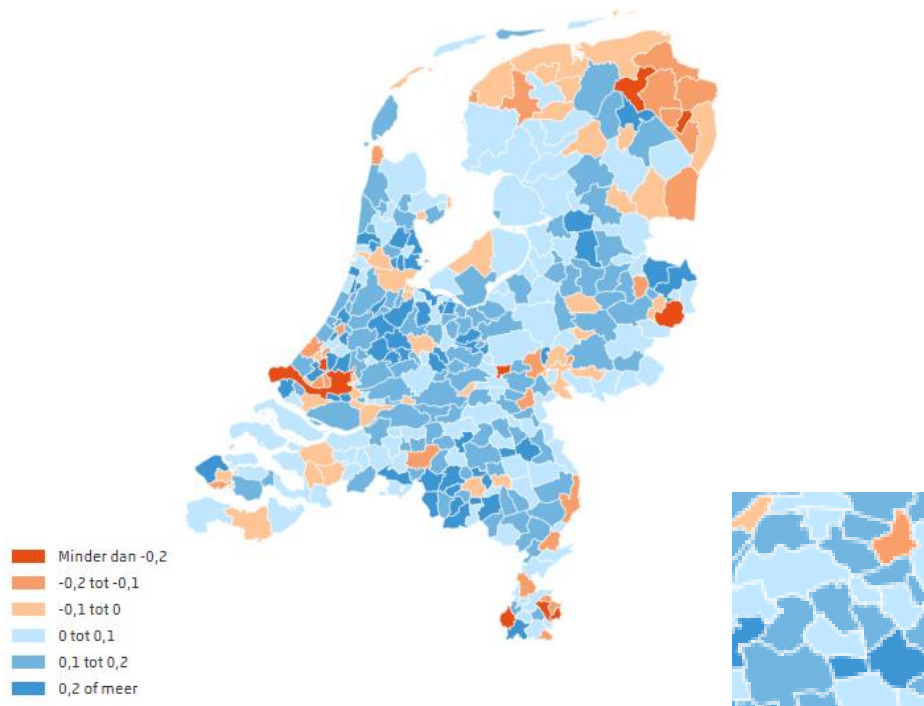 Minder dan -0,2
-0,2 tot -0,1
-0,1 tot 0
0 tot 0,1
0,1 tot 0,2
0,2 of meer